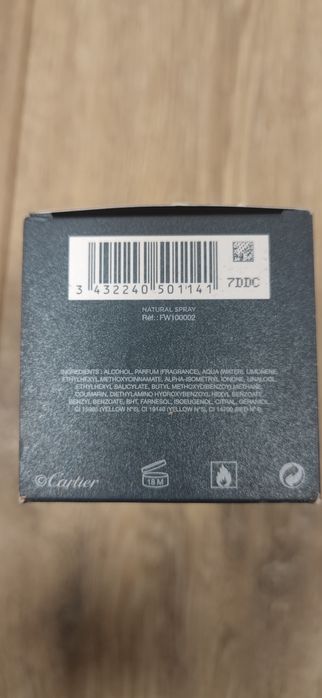 3 432240 501141 7DDC
NATURAL SPRAY
Réf.: FW100002
INGREDIENTS : ALCOHOL, PARFUM (FRAGRANCE), AQUA (WATER), LIMONENE,
ETHYLHEXYL METHOXYCINNAMATE, ALPHA-ISOMETHYL IONONE, LINALOOL,
ETHYLHEXYL SALICYLATE, BUTYL METHOXYDIBENZOYLMETHANE,
COUMARIN, DIETHYLAMINO HYDROXYBENZOYL HEXYL BENZOATE,
BENZYL BENZOATE, BHT, FARNESOL, ISOEUGENOL, CITRAL, GERANIOL,
CI 19140 (YELLOW N°5), CI 14700 (RED N°4).
©Cartier
18 M